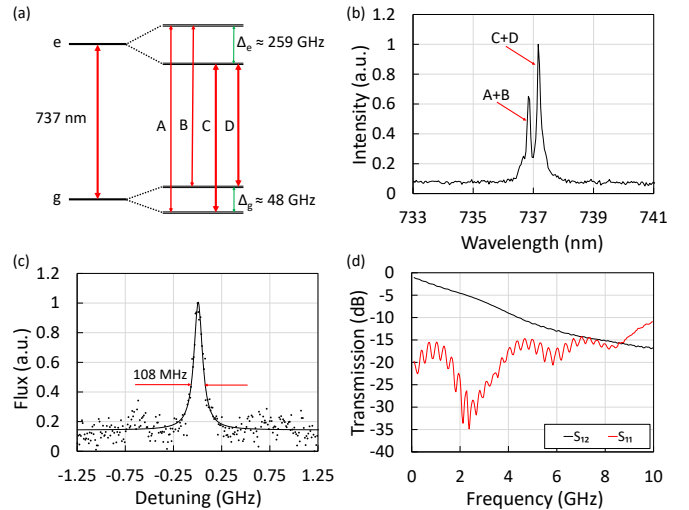 (a)
e
Δe ≈ 259 GHz
737 nm
A
B
C
D
g
Δg ≈ 48 GHz
(b)
Intensity (a.u.)
1.2
1
0.8
0.6
0.4
0.2
0
C+D
A+B
733
735
737
739
741
Wavelength (nm)
(c)
Flux (a.u.)
1.2
1
0.8
0.6
0.4
0.2
0
108 MHz
-1.25
-0.75
-0.25
0.25
0.75
1.25
Detuning (GHz)
(d)
Transmission (dB)
0
-5
-10
-15
-20
-25
-30
-35
-40
S12
S11
0
2
4
6
8
10
Frequency (GHz)